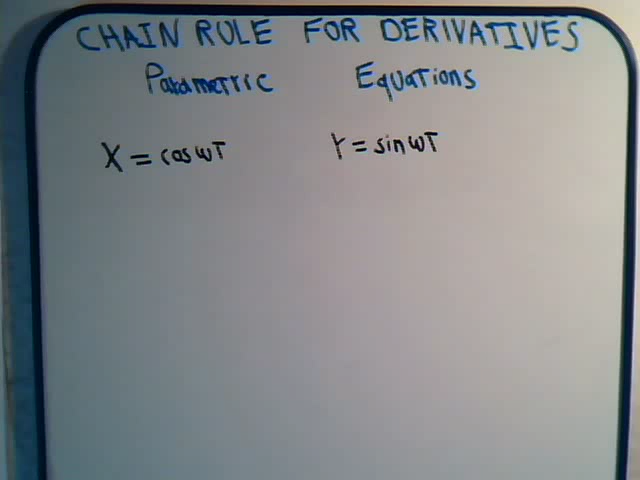 CHAIN RULE FOR DERIVATIVES
Parametric Equations
X = cos ωT Y = sin ωT